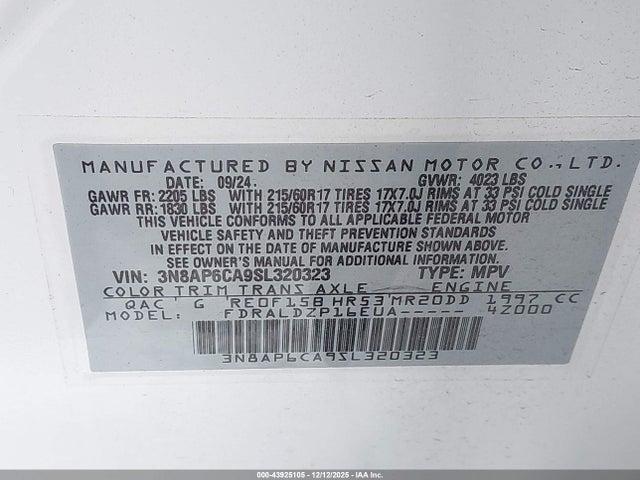 MANUFACTURED BY NISSAN MOTOR CO., LTD.
DATE: 09/24. GVWR: 4023 LBS
GAWR FR: 2205 LBS WITH 215/60R17 TIRES 17X7.0J RIMS AT 33 PSI COLD SINGLE
GAWR RR: 1830 LBS WITH 215/60R17 TIRES 17X7.0J RIMS AT 33 PSI COLD SINGLE
THIS VEHICLE CONFORMS TO ALL APPLICABLE FEDERAL MOTOR
VEHICLE SAFETY AND THEFT PREVENTION STANDARDS
IN EFFECT ON THE DATE OF MANUFACTURE SHOWN ABOVE.
SEE OWNER'S MANUAL FOR ADDITIONAL INFORMATION.
VIN: 3N8AP6CA9SL320323 TYPE: MPV
COLOR TRIM TRANS AXLE ENGINE
QAC G RE0F15B HR53 MR20DD 1997 CC
MODEL: FDRALDZP16EUA----- 4Z000
3N8AP6CA9SL320323
000-43925105 - 12/12/2025 - IAA Inc.